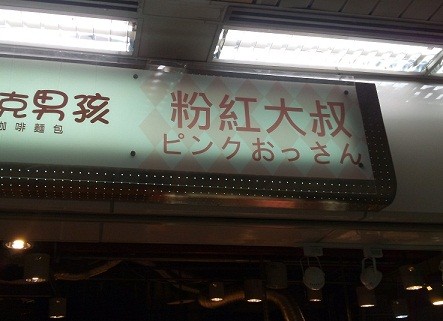 克男孩
咖啡麵包
粉紅大叔
ピンクおっさん